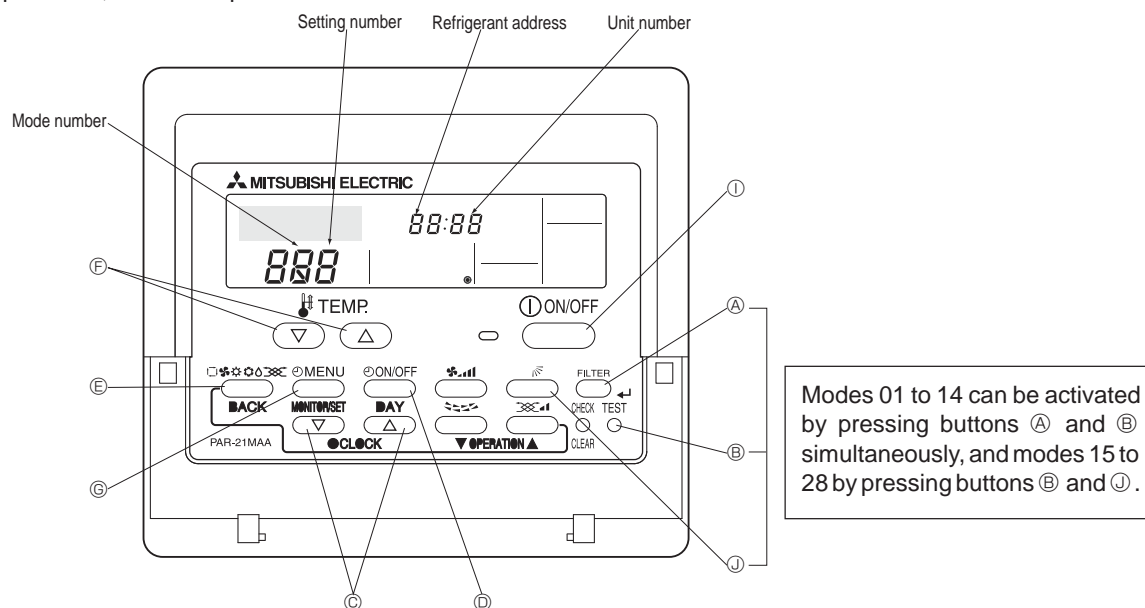 Setting number Refrigerant address Unit number
Mode number
MITSUBISHI ELECTRIC
88:88
888
TEMP.
ON/OFF
MENU ON/OFF FILTER
BACK MONITOR/SET DAY CHECK TEST
PAR-21MAA CLOCK ▼ OPERATION ▲ CLEAR
Ⓕ
Ⓔ
Ⓖ
Ⓒ
Ⓓ
Ⓘ
Ⓐ
Ⓑ
Ⓙ
Modes 01 to 14 can be activated
by pressing buttons Ⓐ and Ⓑ
simultaneously, and modes 15 to
28 by pressing buttons Ⓑ and Ⓙ.